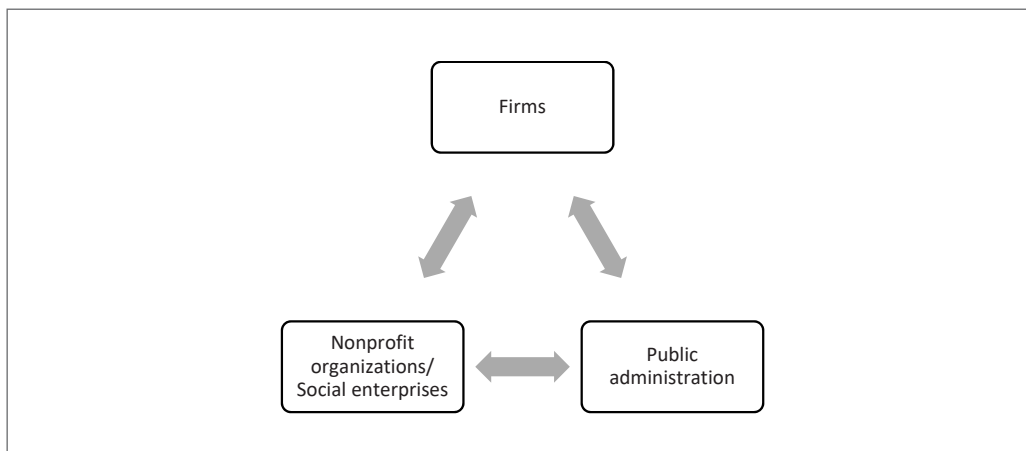 Firms
Nonprofit
organizations/
Social enterprises
Public
administration